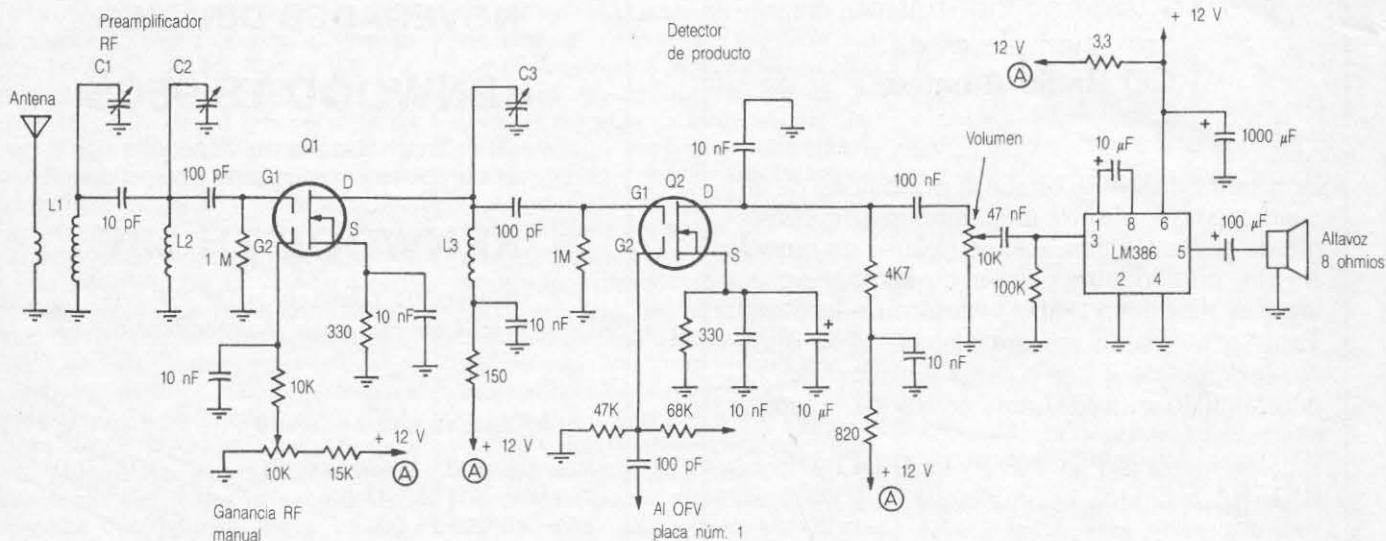 Preamplificador
RF
C1
C2
Antena
L1
10 pF
100 pF
L2
1 M
Q1
G1
D
G2
S
10 nF
330
10 nF
10K
10K
15K
+ 12 V
A
Ganancia RF
manual
C3
L3
100 pF
10 nF
150
+ 12 V
A
Detector
de producto
10 nF
1M
G1
Q2
D
G2
S
330
10 nF
10 µF
47K
68K
100 pF
Al OFV
placa núm. 1
4K7
10 nF
820
+ 12 V
A
100 nF
Volumen
10K
47 nF
100K
12 V
A
3,3
+ 12 V
+
1000 µF
10 µF
+
1
8
6
3
LM386
5
2
4
100 µF
+
Altavoz
8 ohmios
+